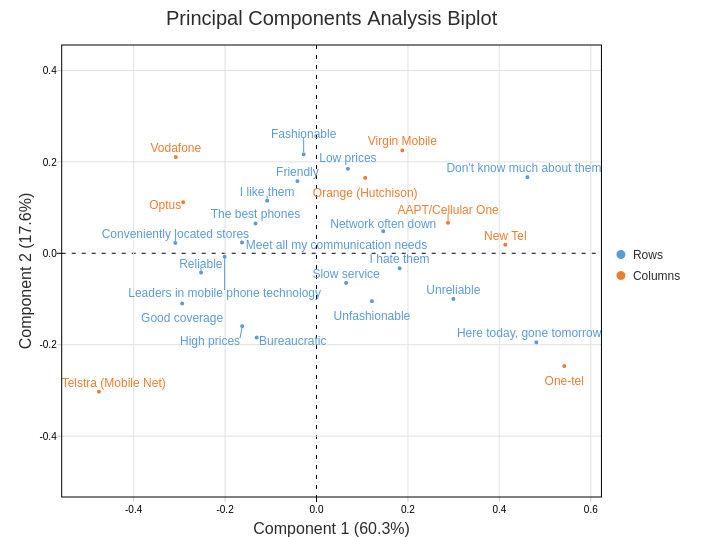 Principal Components Analysis Biplot
Component 2 (17.6%)
0.4
0.2
0.0
-0.2
-0.4
Fashionable
Virgin Mobile
Vodafone
Low prices
Don't know much about them
Friendly
I like them
Orange (Hutchison)
Optus
The best phones
AAPT/Cellular One
Network often down
Conveniently located stores
New Tel
Meet all my communication needs
Reliable
I hate them
Slow service
Leaders in mobile phone technology
Unreliable
Good coverage
Unfashionable
High prices
Bureaucratic
Here today, gone tomorrow
Telstra (Mobile Net)
One-tel
Rows
Columns
-0.4
-0.2
0.0
0.2
0.4
0.6
Component 1 (60.3%)